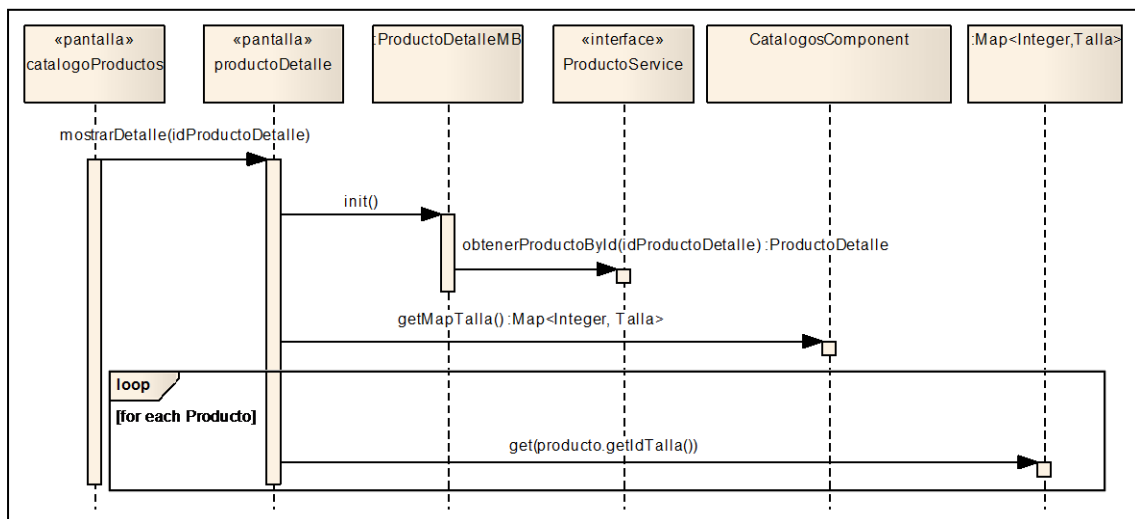 «pantalla»
catalogoProductos
«pantalla»
productoDetalle
:ProductoDetalleMB
«interface»
ProductoService
CatalogosComponent
:Map<Integer,Talla>
mostrarDetalle(idProductoDetalle)
init()
obtenerProductoById(idProductoDetalle) :ProductoDetalle
getMapTalla() :Map<Integer, Talla>
loop
[for each Producto]
get(producto.getIdTalla())